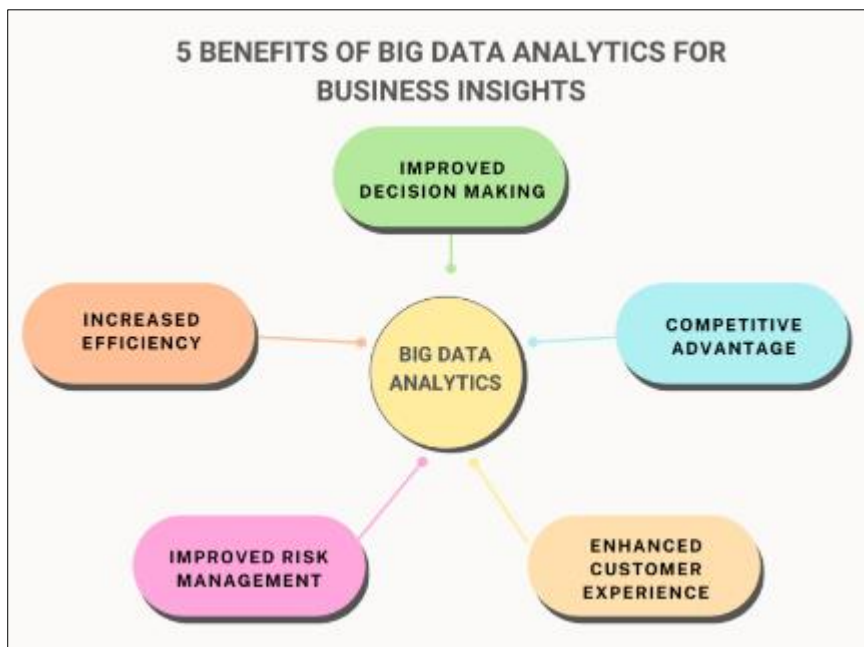 5 BENEFITS OF BIG DATA ANALYTICS FOR
BUSINESS INSIGHTS
IMPROVED
DECISION MAKING
INCREASED
EFFICIENCY
COMPETITIVE
ADVANTAGE
BIG DATA
ANALYTICS
IMPROVED RISK
MANAGEMENT
ENHANCED
CUSTOMER
EXPERIENCE